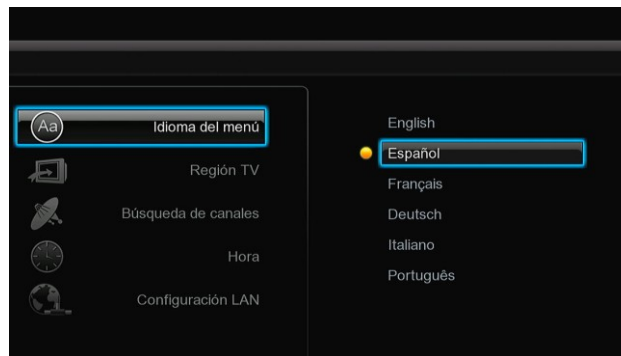 Aa
Idioma del menú
Región TV
Búsqueda de canales
Hora
Configuración LAN
English
Español
Français
Deutsch
Italiano
Português